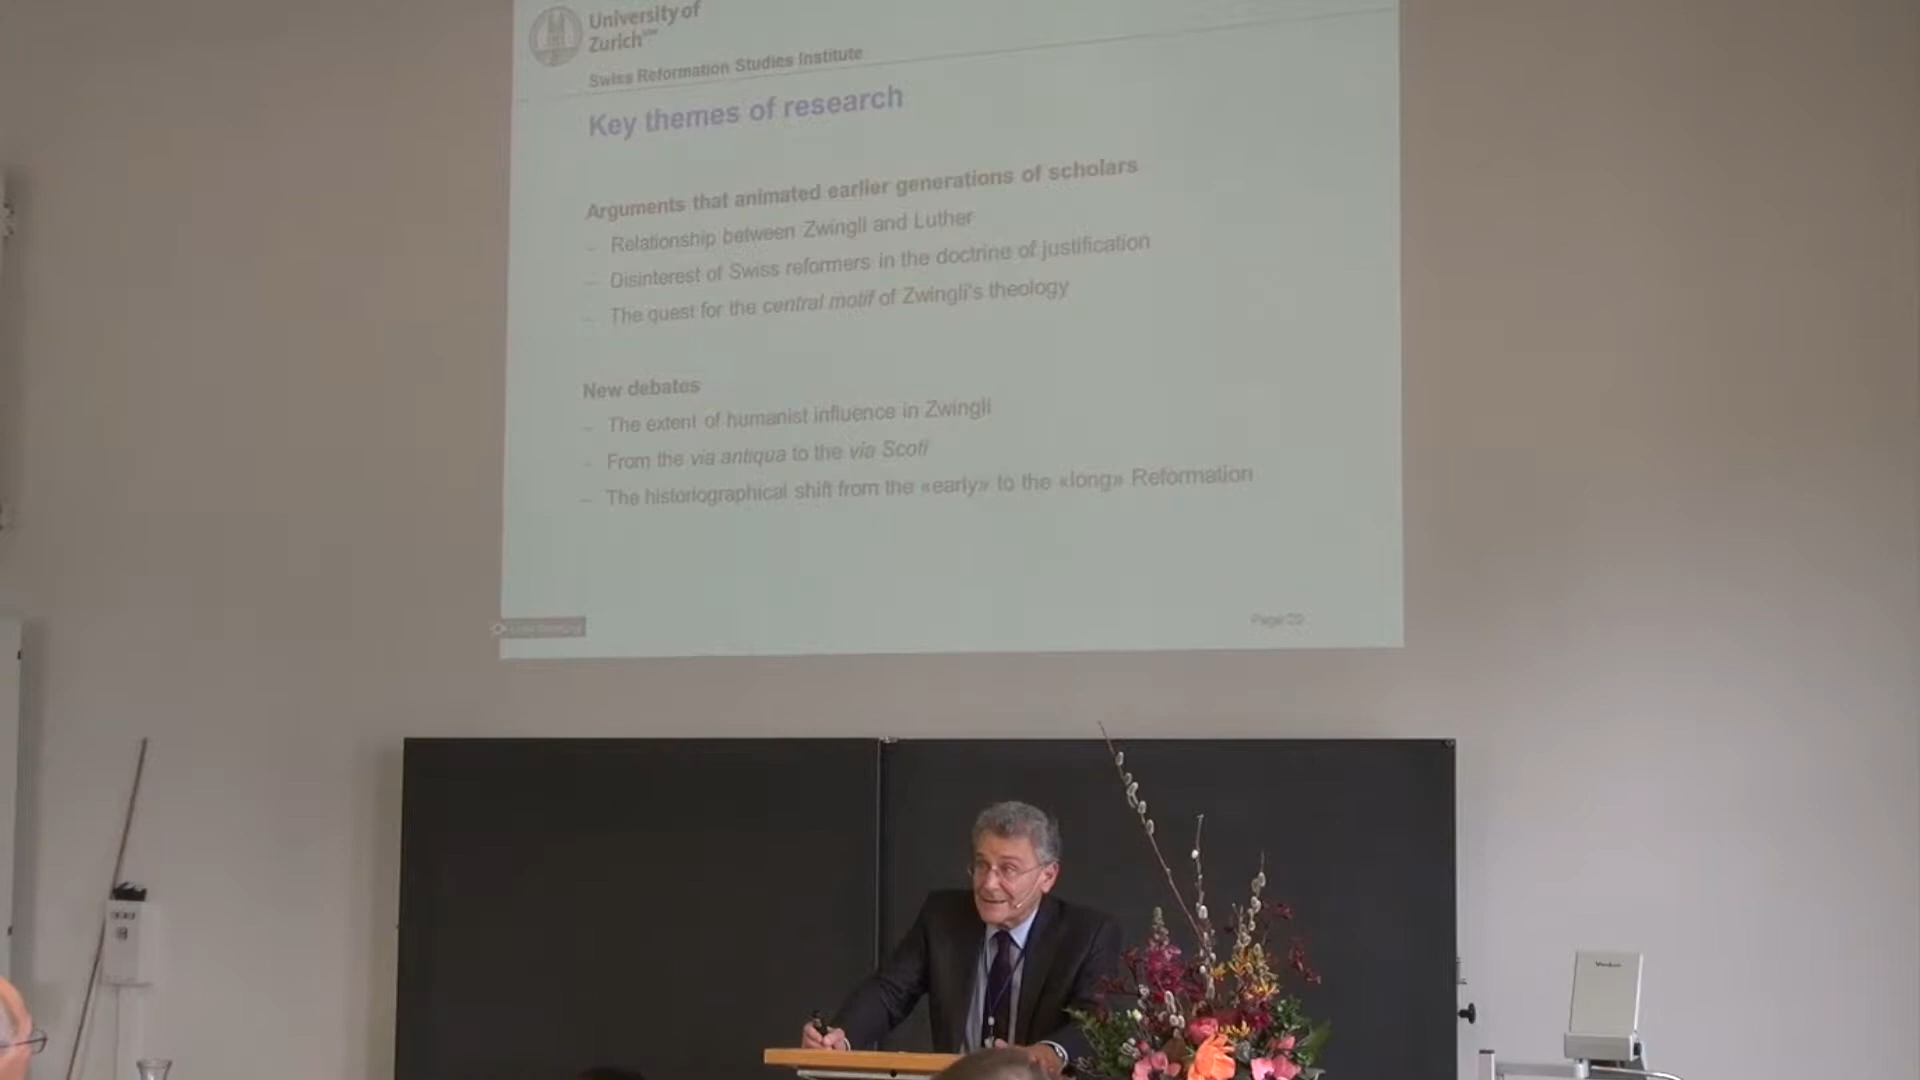 University of
Zurich
Swiss Reformation Studies Institute
Key themes of research
Arguments that animated earlier generations of scholars
– Relationship between Zwingli and Luther
– Disinterest of Swiss reformers in the doctrine of justification
– The quest for the central motif of Zwingli's theology
New debates
– The extent of humanist influence in Zwingli
– From the via antiqua to the via Scoti
– The historiographical shift from the «early» to the «long» Reformation
Page